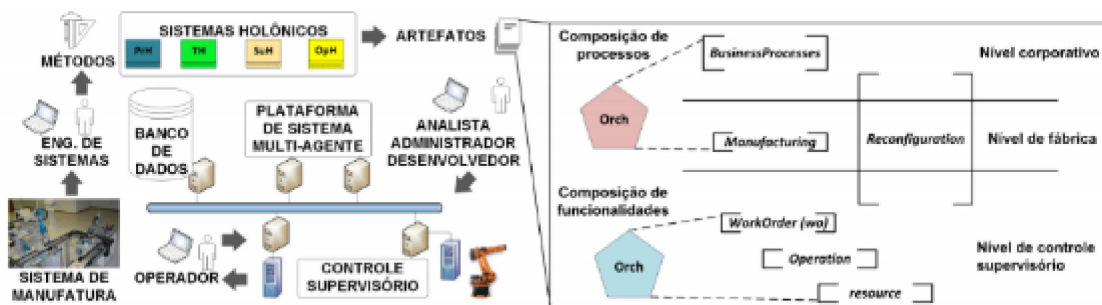 SISTEMAS HOLÔNICOS
PrH
TH
SuH
OpH
ARTEFATOS
MÉTODOS
ENG. DE
SISTEMAS
BANCO
DE
DADOS
PLATAFORMA
DE SISTEMA
MULTI-AGENTE
ANALISTA
ADMINISTRADOR
DESENVOLVEDOR
SISTEMA DE
MANUFATURA
OPERADOR
CONTROLE
SUPERVISÓRIO
Composição de
processos
BusinessProcesses
Nível corporativo
Orch
Manufacturing
Reconfiguration
Nível de fábrica
Composição de
funcionalidades
WorkOrder (wo)
Orch
Operation
Nível de controle
supervisório
resource